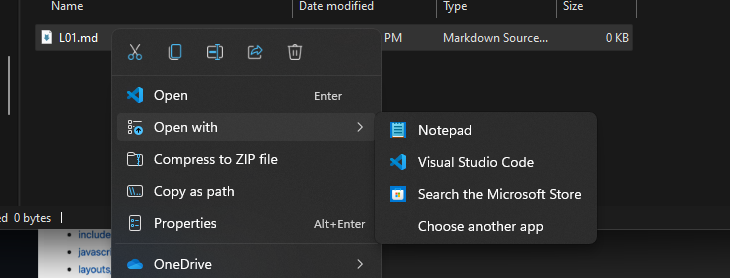 Name Date modified Type Size
L01.md PM Markdown Source... 0 KB
Open Enter
Open with
Notepad
Compress to ZIP file
Visual Studio Code
Copy as path
Search the Microsoft Store
Properties Alt+Enter
Choose another app
0 bytes
include
javascri
layouts,
OneDrive